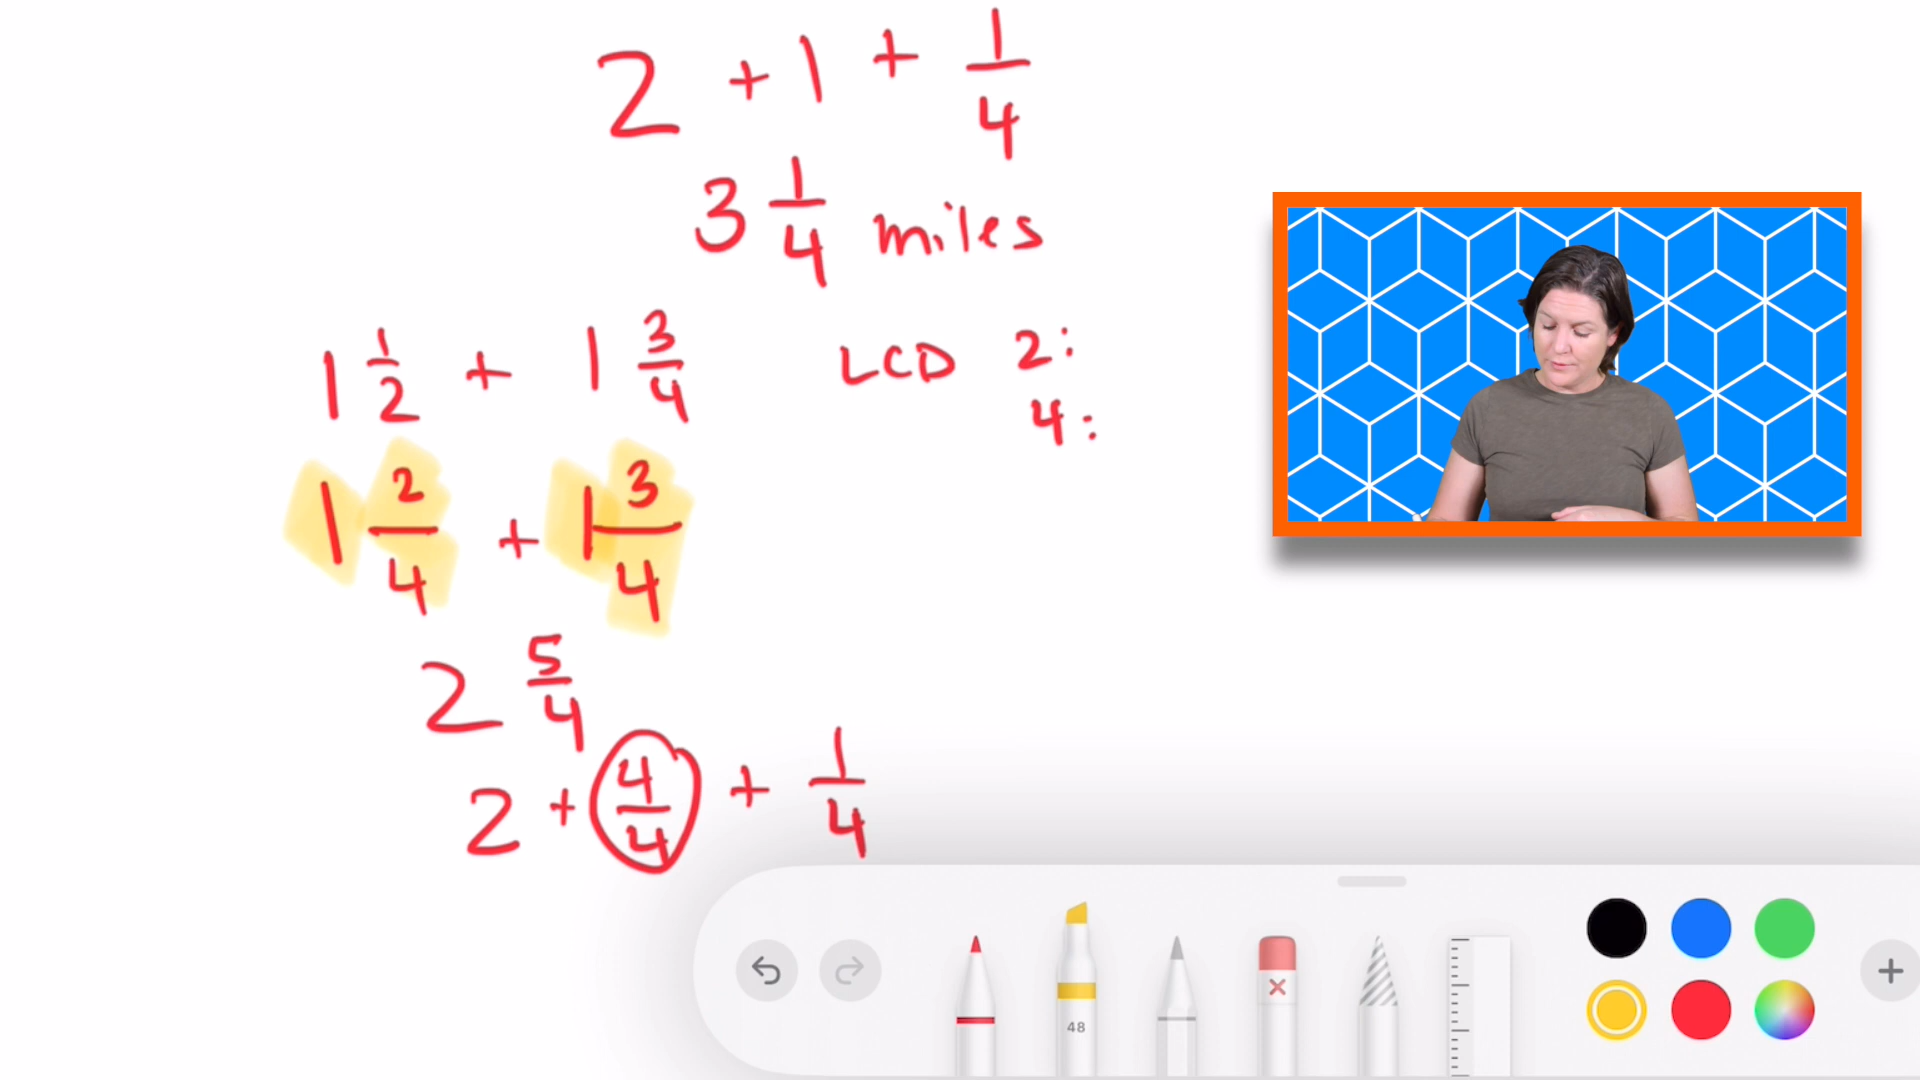 2 + 1 + 1/4
3 1/4 miles
1 1/2 + 1 3/4 LCD 2:
4:
1 2/4 + 1 3/4
2 5/4
2 + 4/4 + 1/4
48